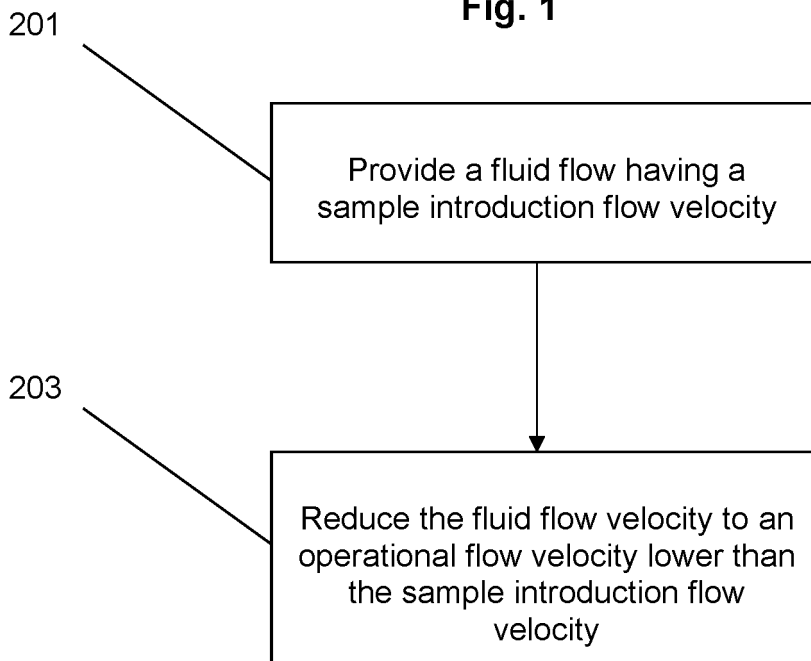 Fig. 1
201
Provide a fluid flow having a
sample introduction flow velocity
203
Reduce the fluid flow velocity to an
operational flow velocity lower than
the sample introduction flow
velocity